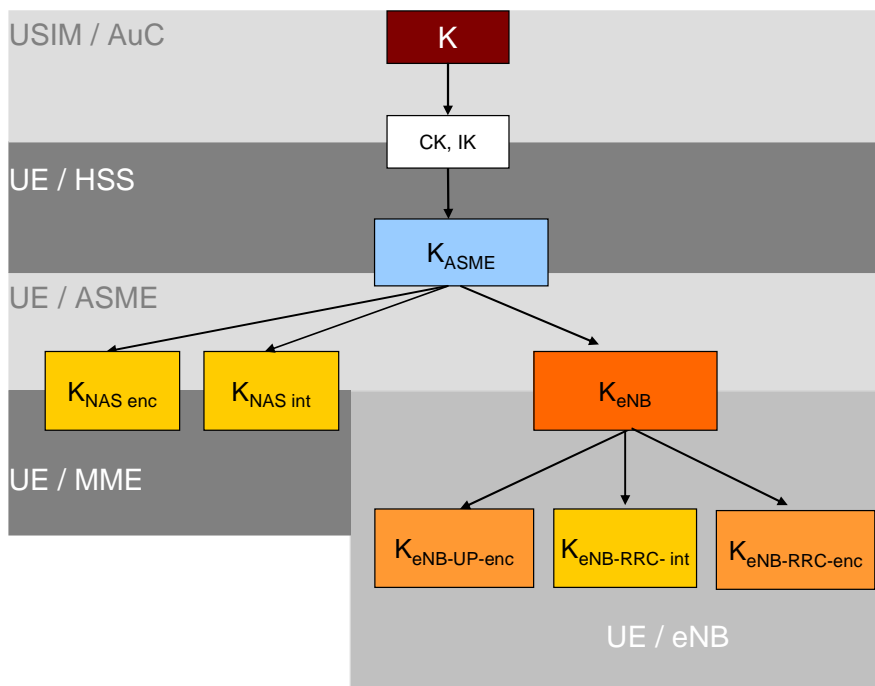 USIM / AuC
K
CK, IK
UE / HSS
KASME
UE / ASME
KNAS enc
KNAS int
KeNB
UE / MME
KeNB-UP-enc
KeNB-RRC- int
KeNB-RRC-enc
UE / eNB